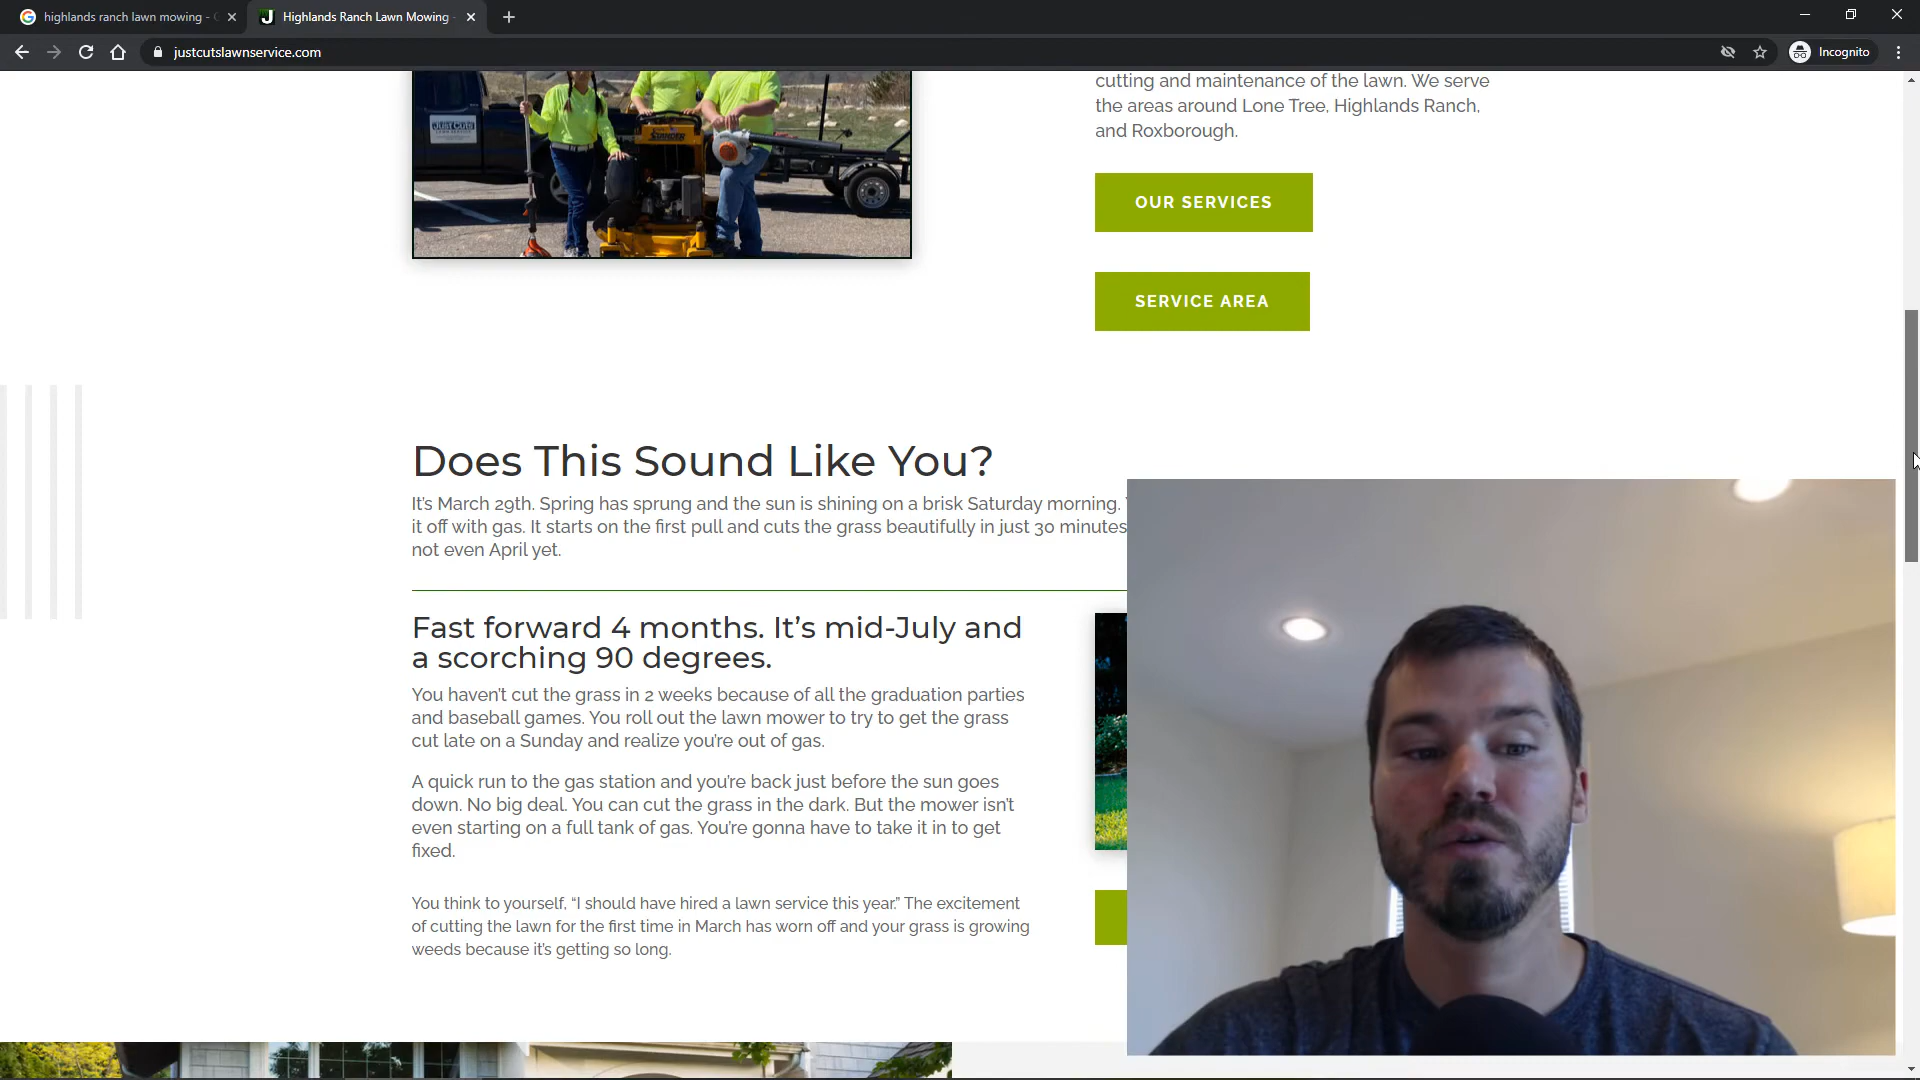 highlands ranch lawn mowing - G
Highlands Ranch Lawn Mowing -
justcutslawnservice.com
Incognito
cutting and maintenance of the lawn. We serve
the areas around Lone Tree, Highlands Ranch,
and Roxborough.
JUST CUTS
STANDER
OUR SERVICES
SERVICE AREA
Does This Sound Like You?
It's March 29th. Spring has sprung and the sun is shining on a brisk Saturday morning.
it off with gas. It starts on the first pull and cuts the grass beautifully in just 30 minutes
not even April yet.
Fast forward 4 months. It's mid-July and
a scorching 90 degrees.
You haven't cut the grass in 2 weeks because of all the graduation parties
and baseball games. You roll out the lawn mower to try to get the grass
cut late on a Sunday and realize you're out of gas.
A quick run to the gas station and you're back just before the sun goes
down. No big deal. You can cut the grass in the dark. But the mower isn't
even starting on a full tank of gas. You're gonna have to take it in to get
fixed.
You think to yourself, “I should have hired a lawn service this year.” The excitement
of cutting the lawn for the first time in March has worn off and your grass is growing
weeds because it's getting so long.